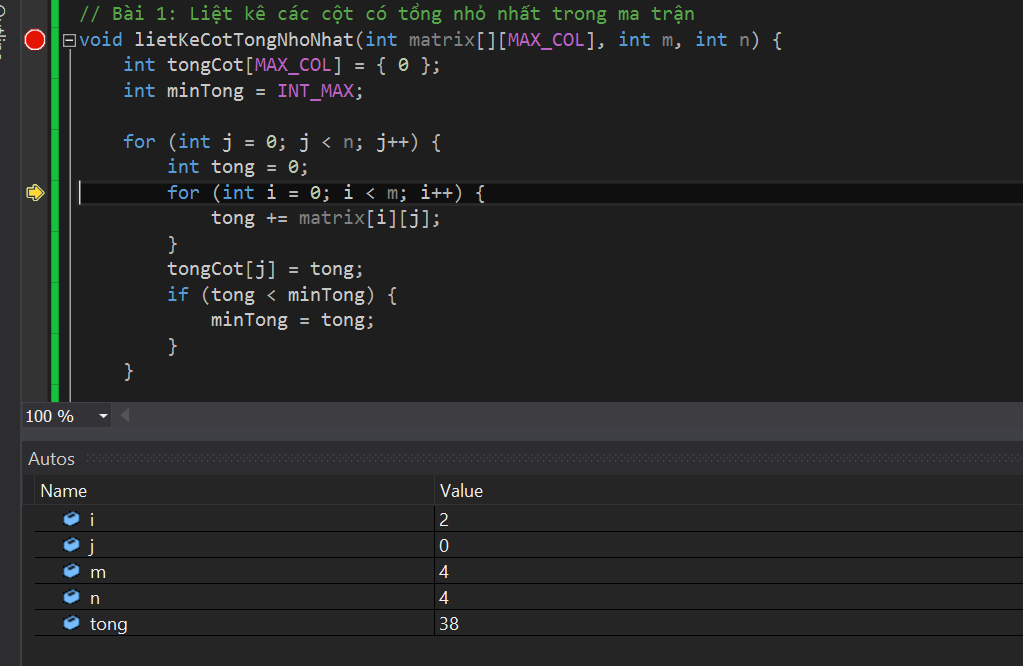 // Bài 1: Liệt kê các cột có tổng nhỏ nhất trong ma trận
void lietKeCotTongNhoNhat(int matrix[][MAX_COL], int m, int n) {
int tongCot[MAX_COL] = { 0 };
int minTong = INT_MAX;
for (int j = 0; j < n; j++) {
int tong = 0;
for (int i = 0; i < m; i++) {
tong += matrix[i][j];
}
tongCot[j] = tong;
if (tong < minTong) {
minTong = tong;
}
}
100 %
Autos
Name Value
i 2
j 0
m 4
n 4
tong 38